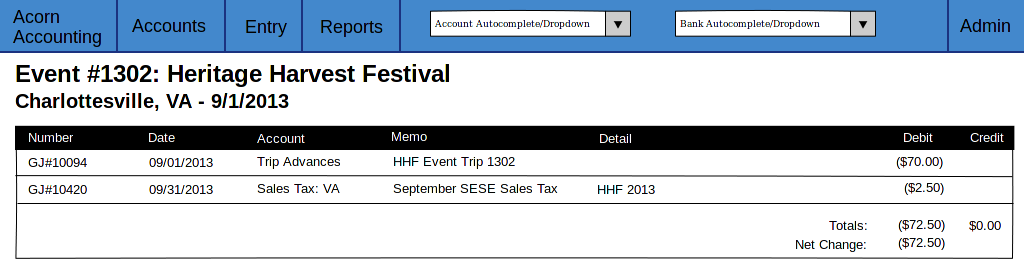 Acorn Accounting Accounts Entry Reports Account Autocomplete/Dropdown ▼ Bank Autocomplete/Dropdown ▼ Admin
Event #1302: Heritage Harvest Festival
Charlottesville, VA - 9/1/2013
Number Date Account Memo Detail Debit Credit
GJ#10094 09/01/2013 Trip Advances HHF Event Trip 1302 ($70.00)
GJ#10420 09/31/2013 Sales Tax: VA September SESE Sales Tax HHF 2013 ($2.50)
Totals: ($72.50) $0.00
Net Change: ($72.50)